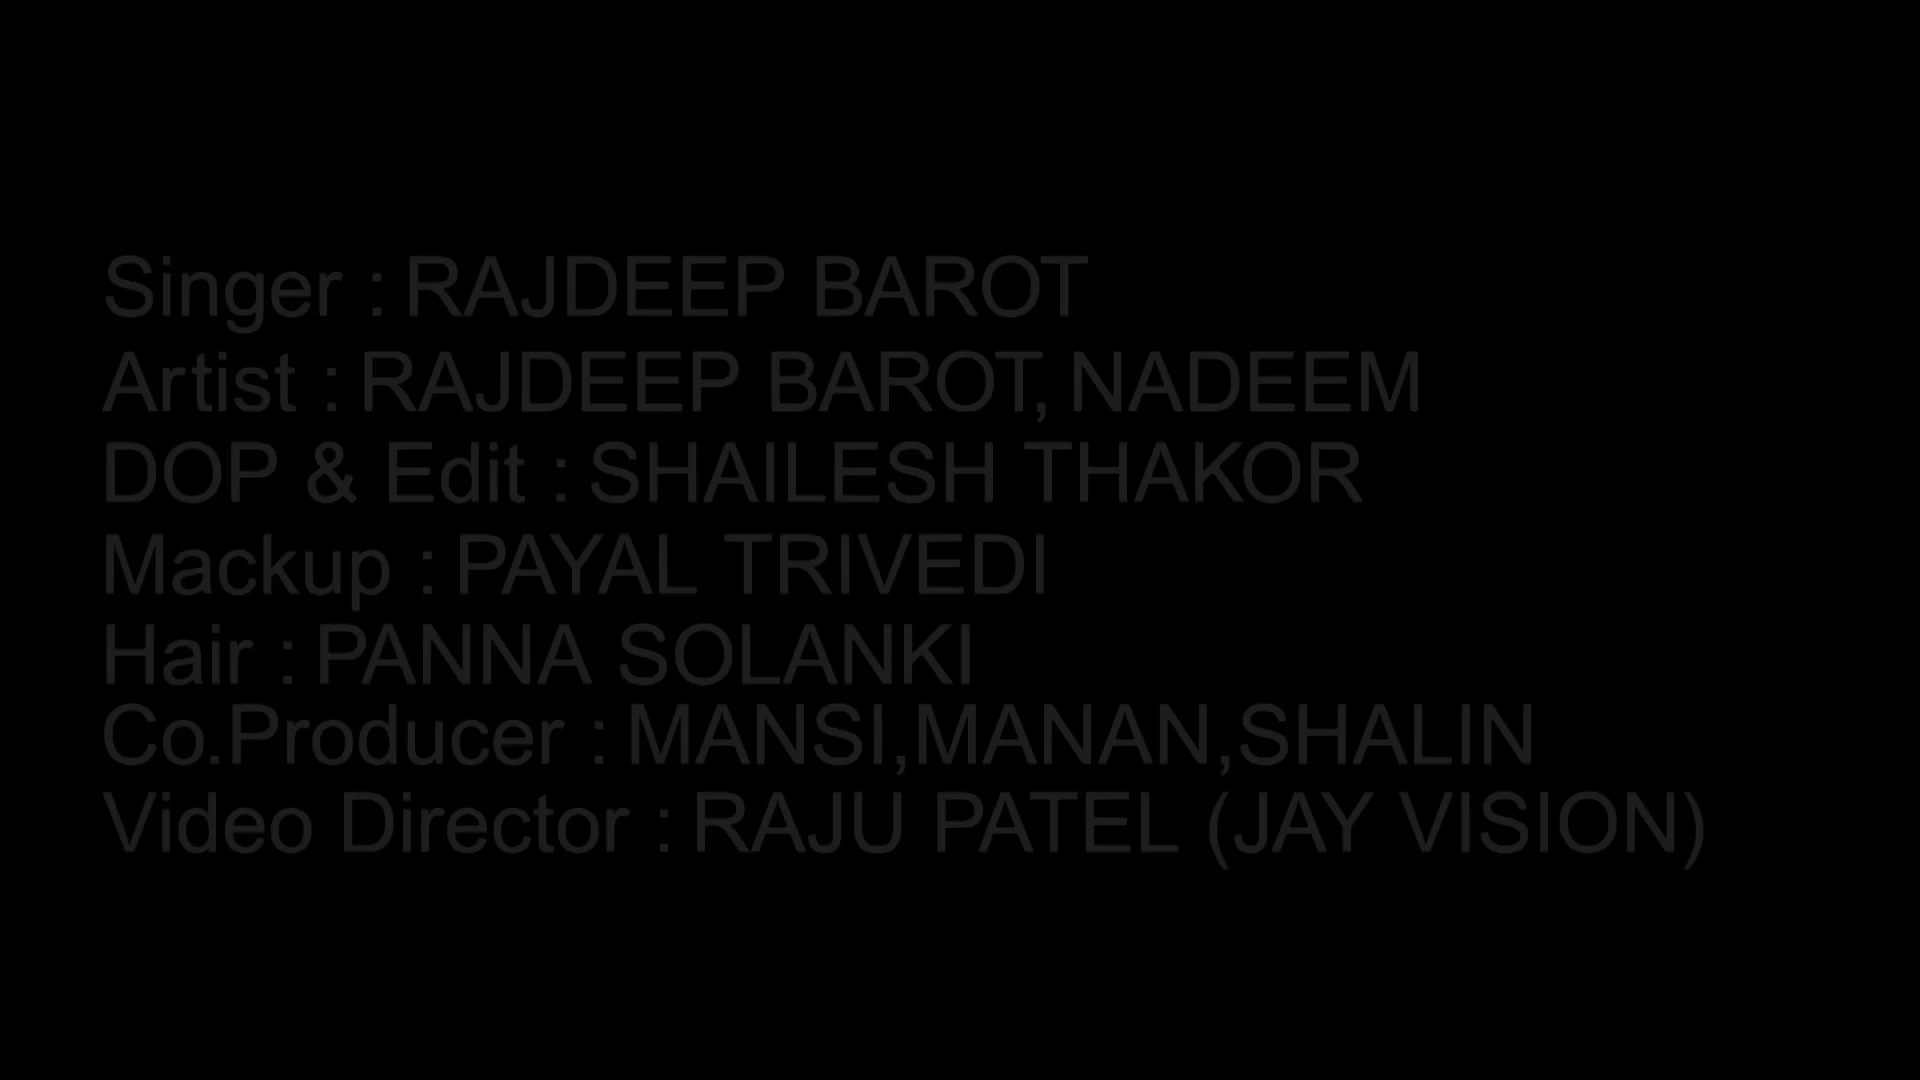 Singer : RAJDEEP BAROT
Artist : RAJDEEP BAROT, NADEEM
DOP & Edit : SHAILESH THAKOR
Mackup : PAYAL TRIVEDI
Hair : PANNA SOLANKI
Co.Producer : MANSI,MANAN,SHALIN
Video Director : RAJU PATEL (JAY VISION)